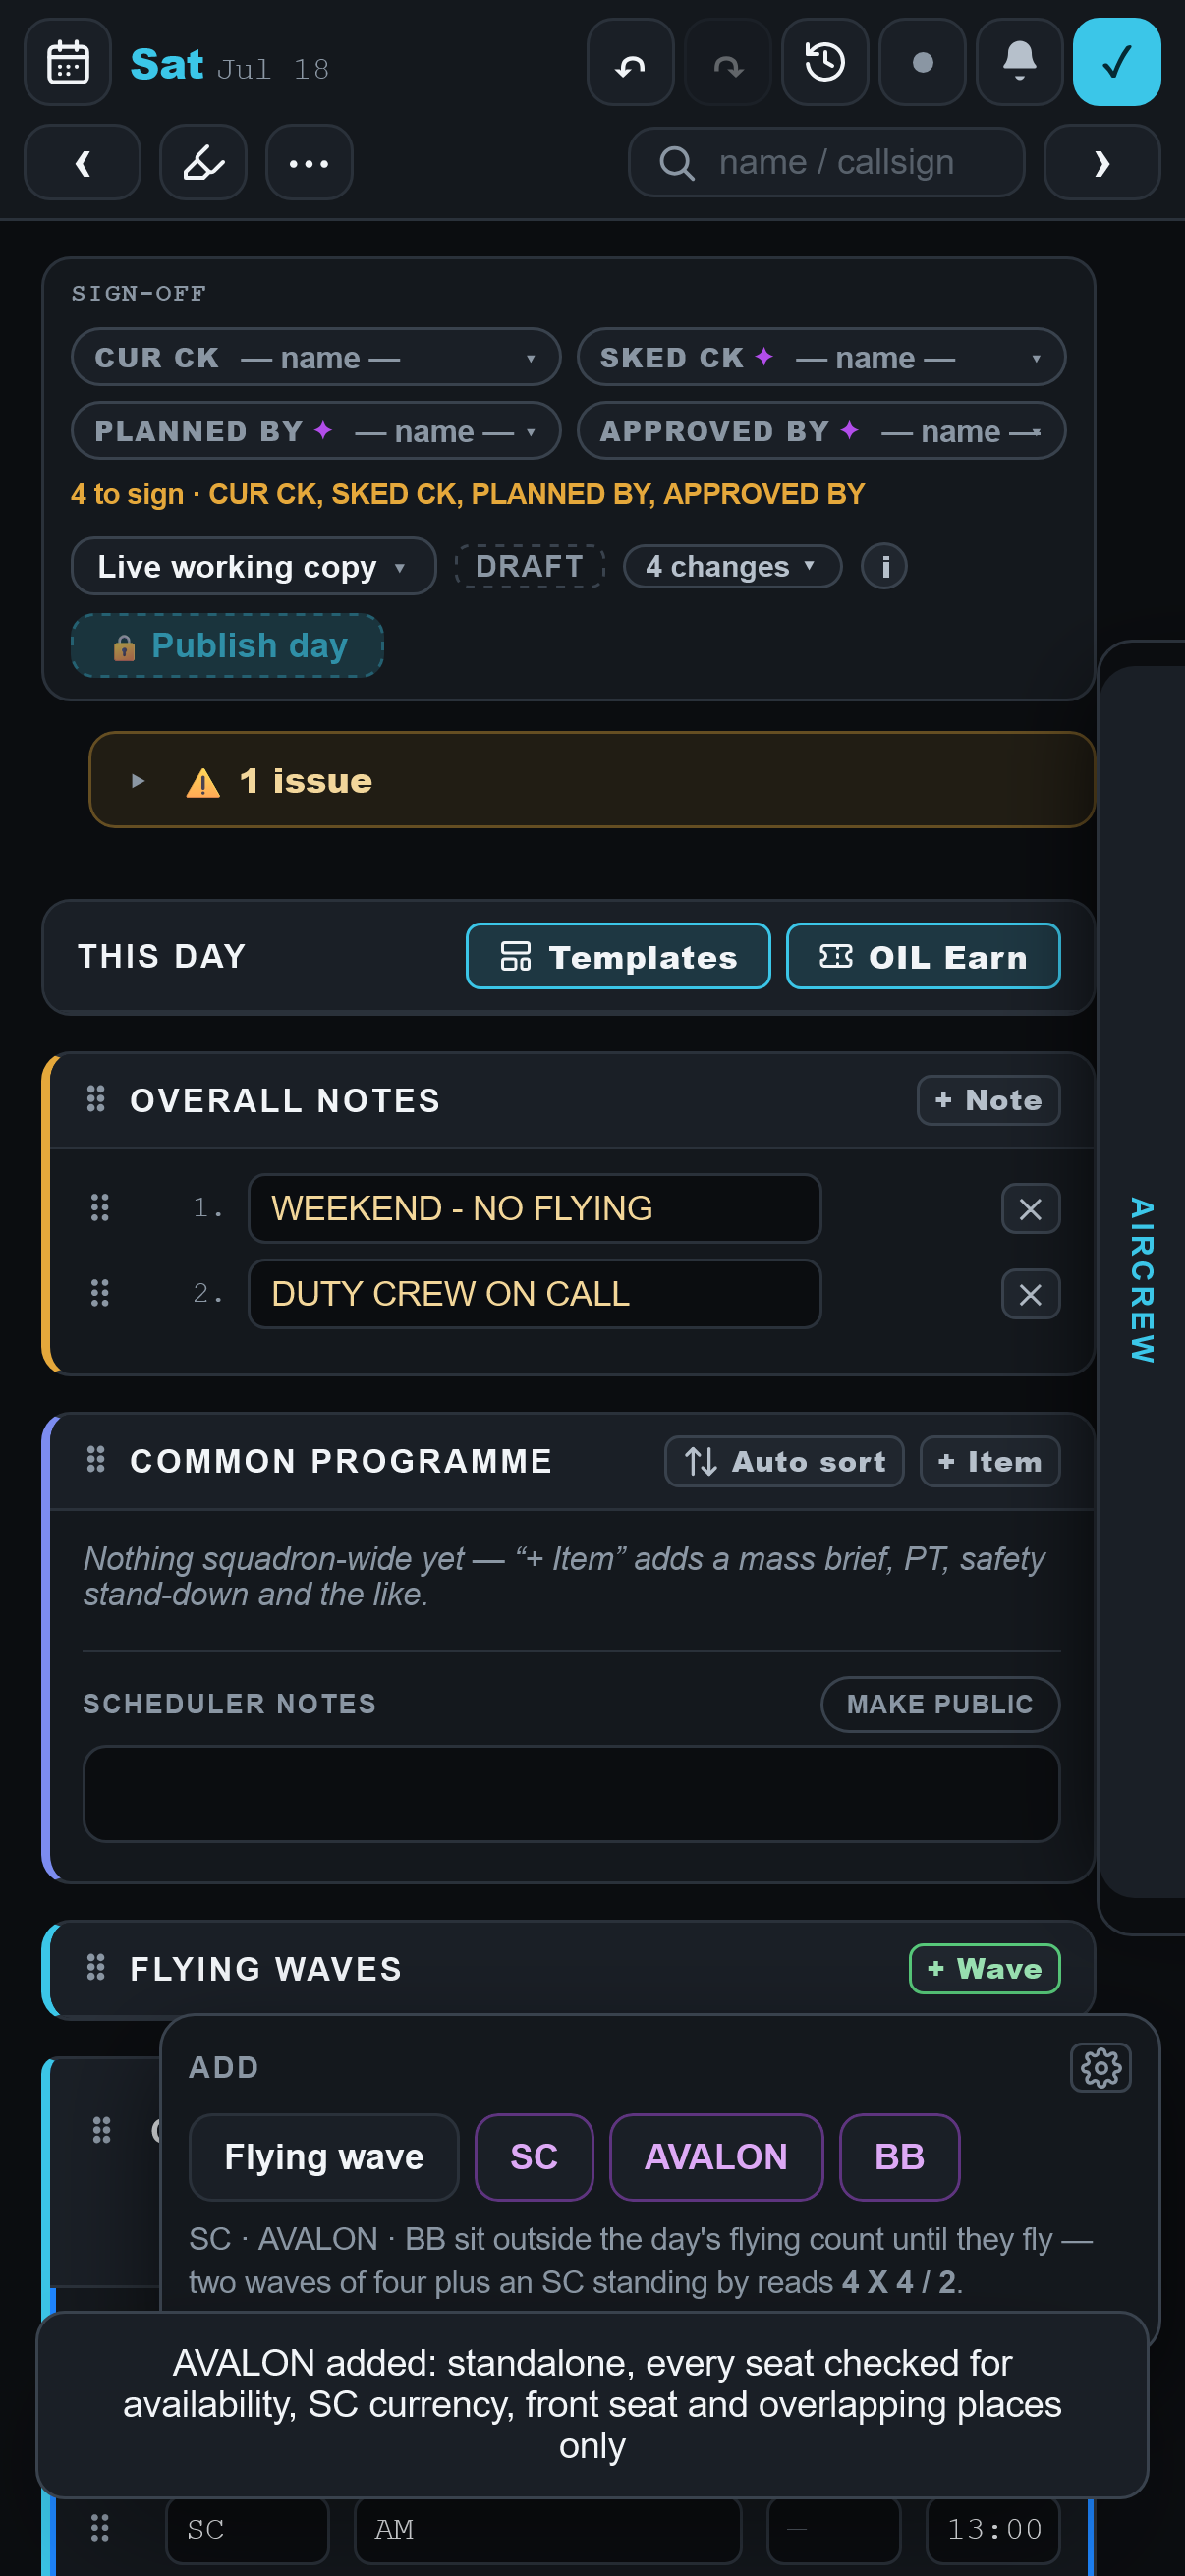 Sat Jul 18
name / callsign
SIGN-OFF
CUR CK — name —
SKED CK ✦ — name —
PLANNED BY ✦ — name —
APPROVED BY ✦ — name —
4 to sign · CUR CK, SKED CK, PLANNED BY, APPROVED BY
Live working copy
DRAFT
4 changes
i
Publish day
1 issue
THIS DAY
Templates
OIL Earn
OVERALL NOTES
+ Note
1. WEEKEND - NO FLYING
2. DUTY CREW ON CALL
AIRCREW
COMMON PROGRAMME
Auto sort
+ Item
Nothing squadron-wide yet — “+ Item” adds a mass brief, PT, safety
stand-down and the like.
SCHEDULER NOTES
MAKE PUBLIC
FLYING WAVES
+ Wave
ADD
Flying wave
SC
AVALON
BB
SC · AVALON · BB sit outside the day's flying count until they fly —
two waves of four plus an SC standing by reads 4 X 4 / 2.
AVALON added: standalone, every seat checked for
availability, SC currency, front seat and overlapping places
only
SC
AM
—
13:00